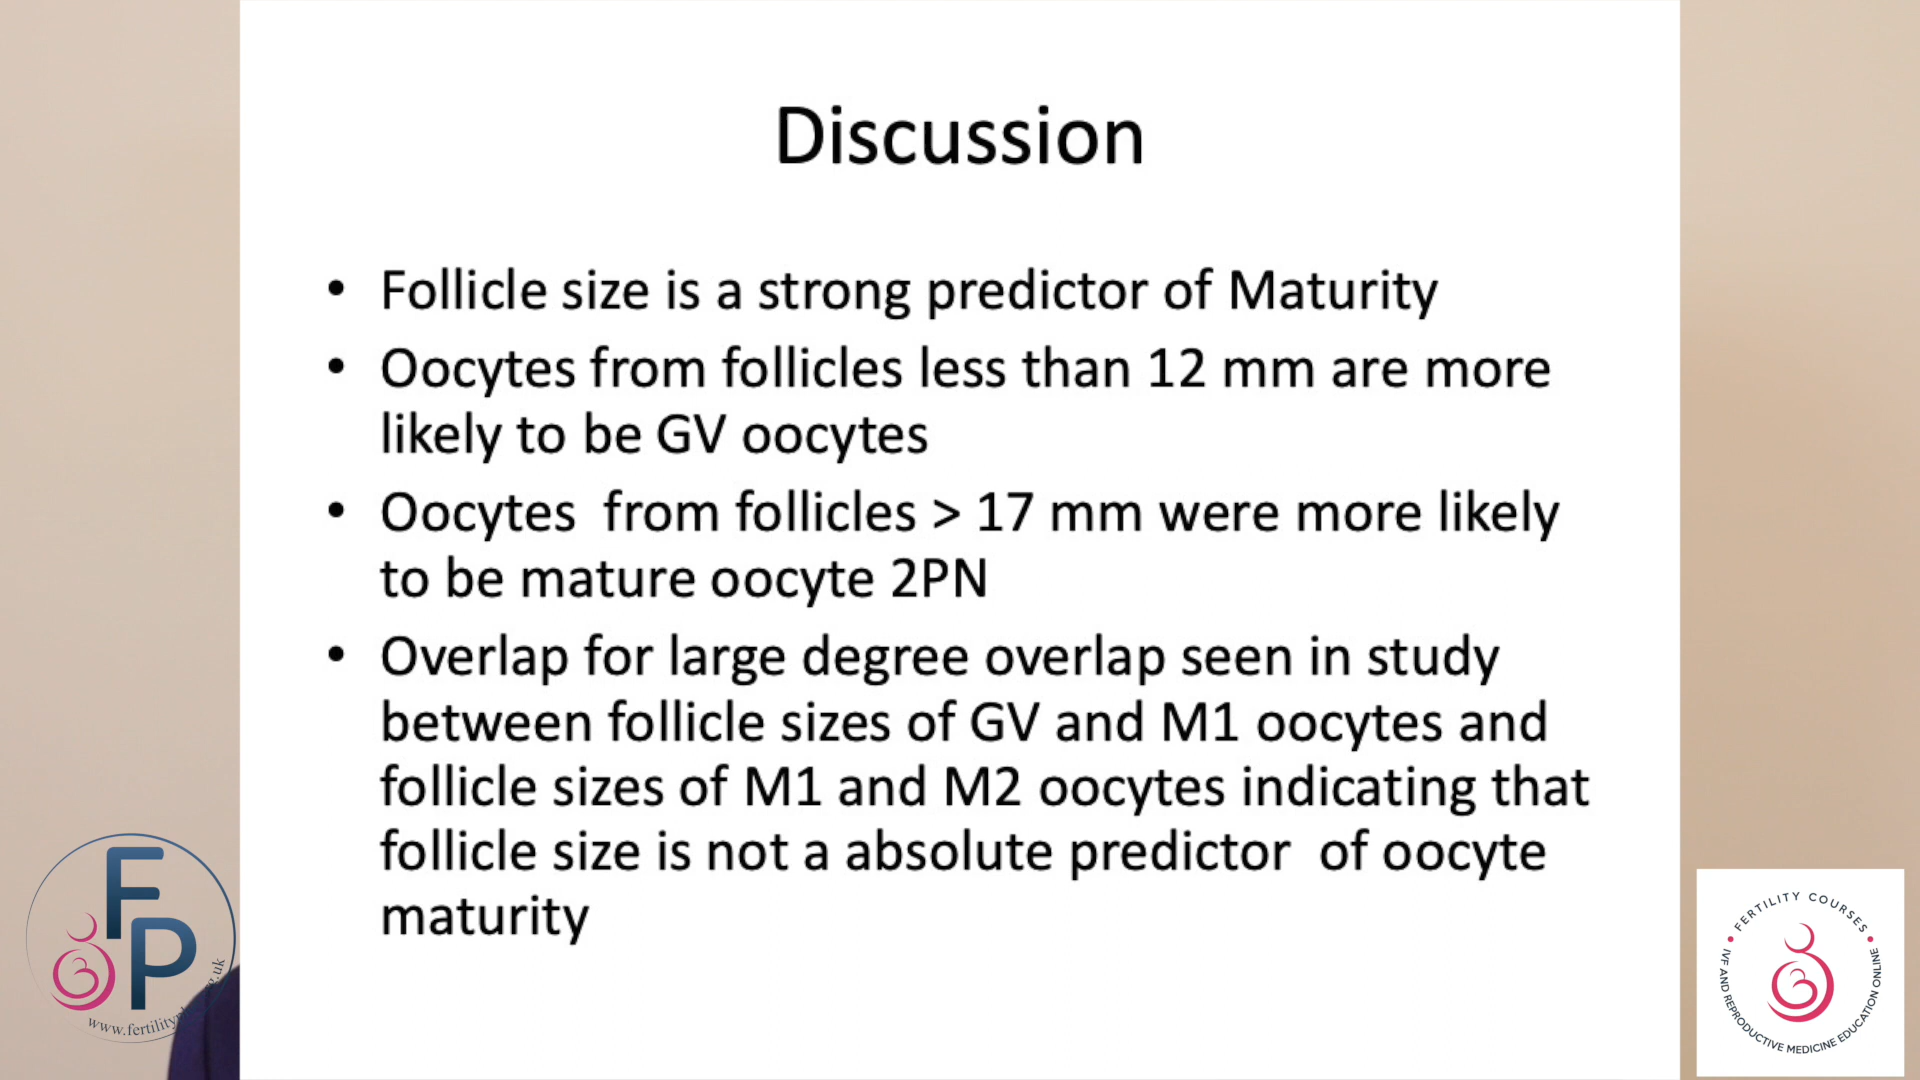 Discussion
• Follicle size is a strong predictor of Maturity
• Oocytes from follicles less than 12 mm are more
likely to be GV oocytes
• Oocytes from follicles > 17 mm were more likely
to be mature oocyte 2PN
• Overlap for large degree overlap seen in study
between follicle sizes of GV and M1 oocytes and
follicle sizes of M1 and M2 oocytes indicating that
follicle size is not a absolute predictor of oocyte
maturity
FP
• FERTILITY COURSES •
IVF AND REPRODUCTIVE MEDICINE EDUCATION ONLINE